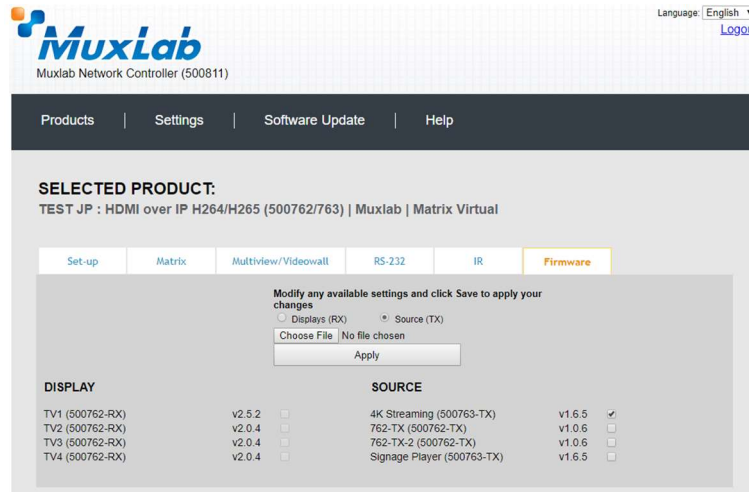 Language: English
MuxLab
Logo
Muxlab Network Controller (500811)
Products | Settings | Software Update | Help
SELECTED PRODUCT:
TEST JP : HDMI over IP H264/H265 (500762/763) | Muxlab | Matrix Virtual
Set-up Matrix Multiview/Videowall RS-232 IR Firmware
Modify any available settings and click Save to apply your
changes
Displays (RX) Source (TX)
Choose File No file chosen
Apply
DISPLAY SOURCE
TV1 (500762-RX) v2.5.2 4K Streaming (500763-TX) v1.6.5
TV2 (500762-RX) v2.0.4 762-TX (500762-TX) v1.0.6
TV3 (500762-RX) v2.0.4 762-TX-2 (500762-TX) v1.0.6
TV4 (500762-RX) v2.0.4 Signage Player (500763-TX) v1.6.5